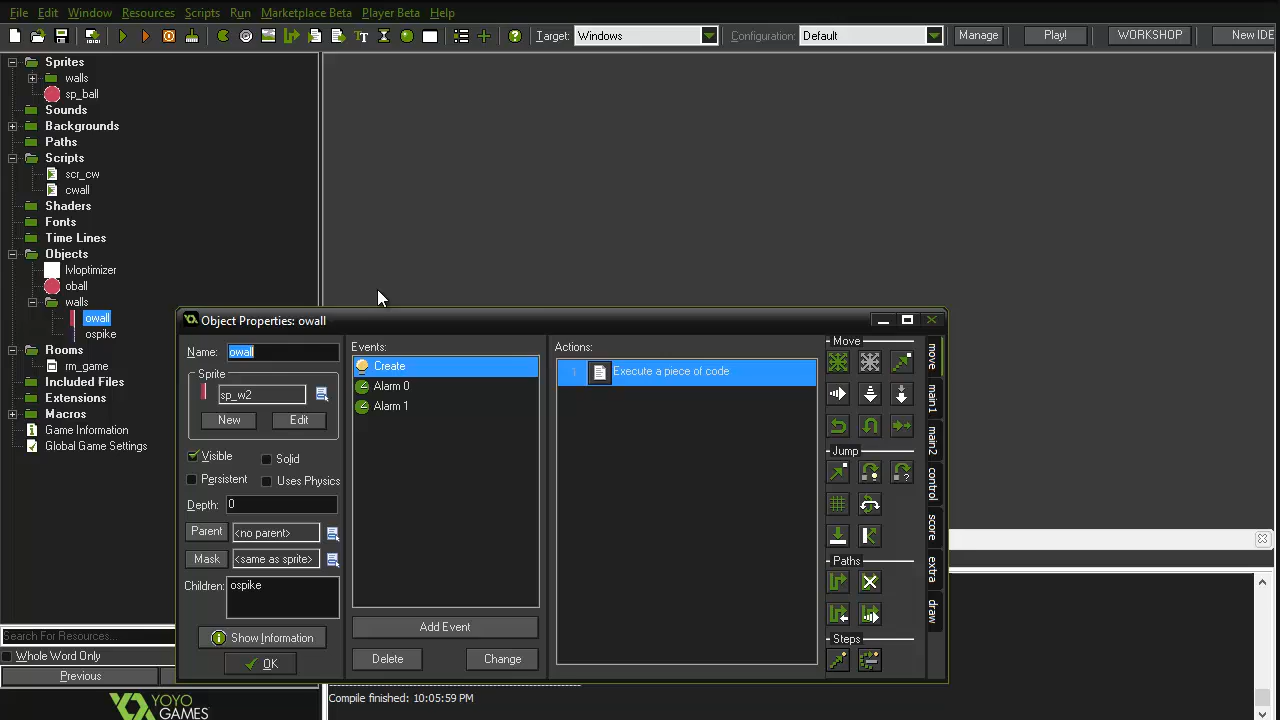 File Edit Window Resources Scripts Run Marketplace Beta Player Beta Help
Target: Windows Configuration: Default Manage Play! WORKSHOP New IDE
Sprites
walls
sp_ball
Sounds
Backgrounds
Paths
Scripts
scr_cw
cwall
Shaders
Fonts
Time Lines
Objects
lvloptimizer
oball
walls
owall
ospike
Rooms
rm_game
Included Files
Extensions
Macros
Game Information
Global Game Settings
Search For Resources...
Whole Word Only
Previous
YOYO
GAMES
Object Properties: owall
Name: owall
Sprite
sp_w2
New Edit
Visible Solid
Persistent Uses Physics
Depth: 0
Parent <no parent>
Mask <same as sprite>
Children: ospike
Show Information
OK
Events:
Create
Alarm 0
Alarm 1
Add Event
Delete Change
Actions:
1 Execute a piece of code
Move
Jump
Paths
Steps
move
main1
main2
control
score
extra
draw
Compile finished: 10:05:59 PM